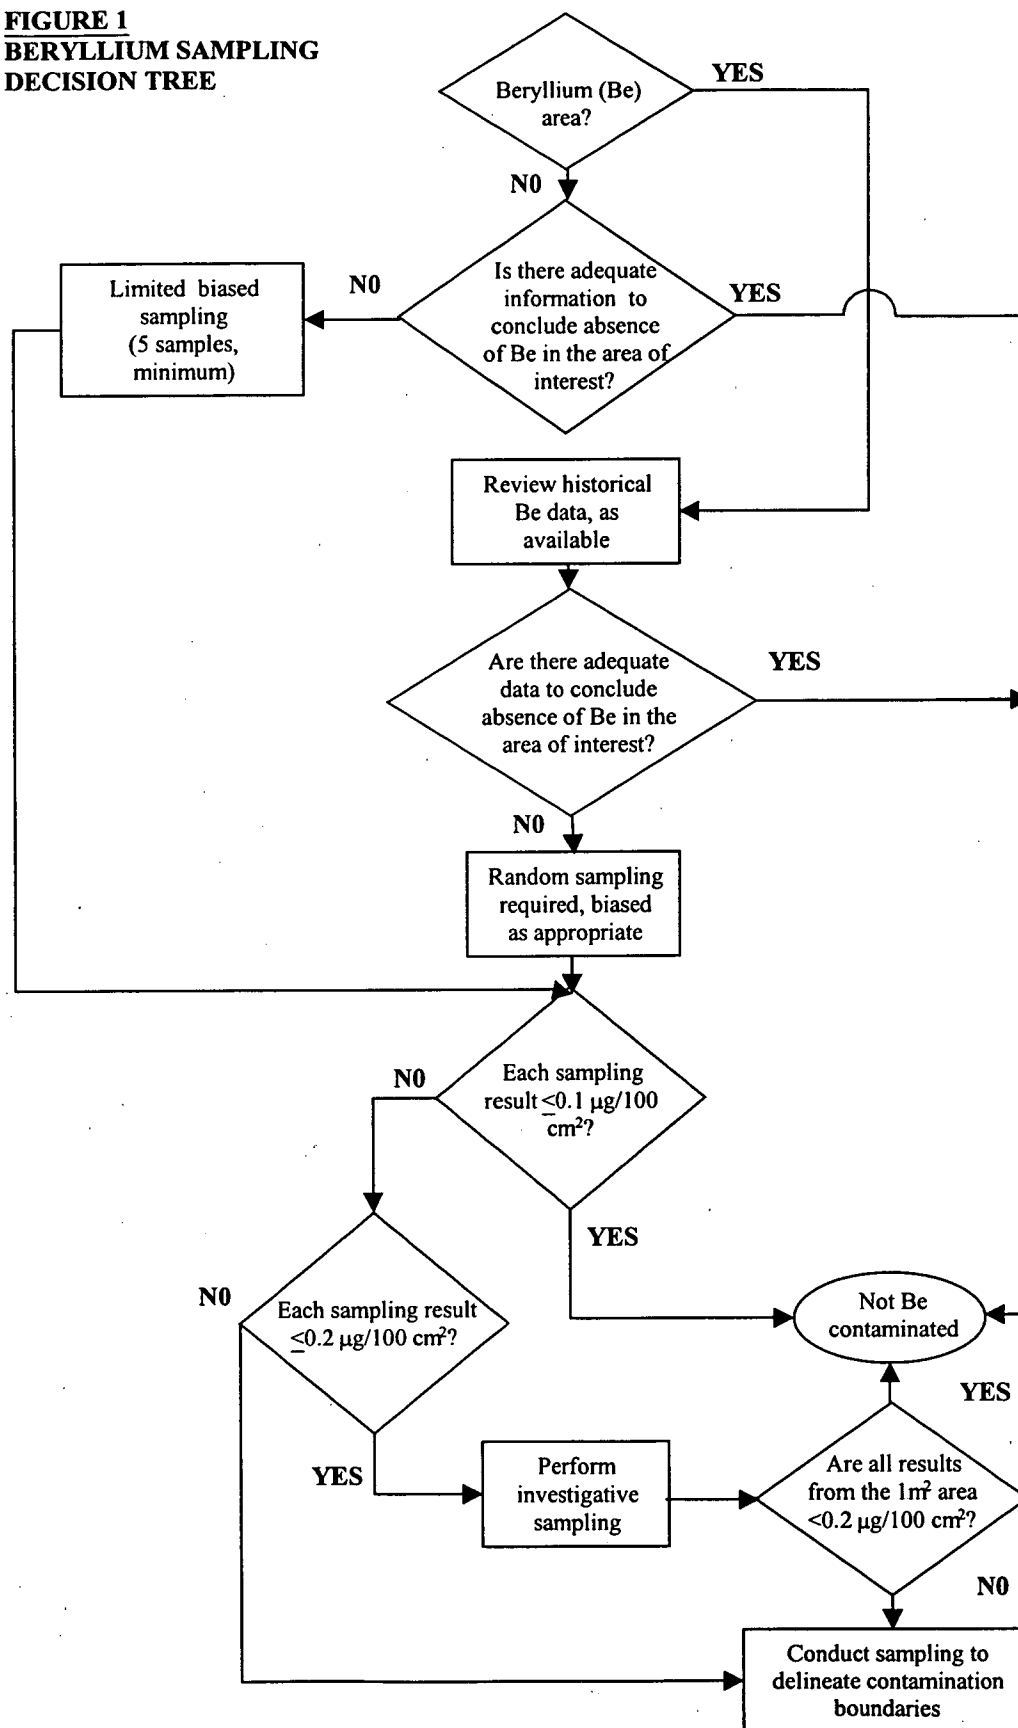 FIGURE 1
BERYLLIUM SAMPLING
DECISION TREE
Beryllium (Be)
area?
YES
N0
Is there adequate
information to
conclude absence
of Be in the area of
interest?
N0
YES
Limited biased
sampling
(5 samples,
minimum)
Review historical
Be data, as
available
Are there adequate
data to conclude
absence of Be in the
area of interest?
YES
N0
Random sampling
required, biased
as appropriate
Each sampling
result ≤0.1 µg/100
cm²?
N0
YES
Each sampling result
≤0.2 µg/100 cm²?
N0
YES
Not Be
contaminated
YES
Perform
investigative
sampling
Are all results
from the 1m² area
<0.2 µg/100 cm²?
N0
Conduct sampling to
delineate contamination
boundaries